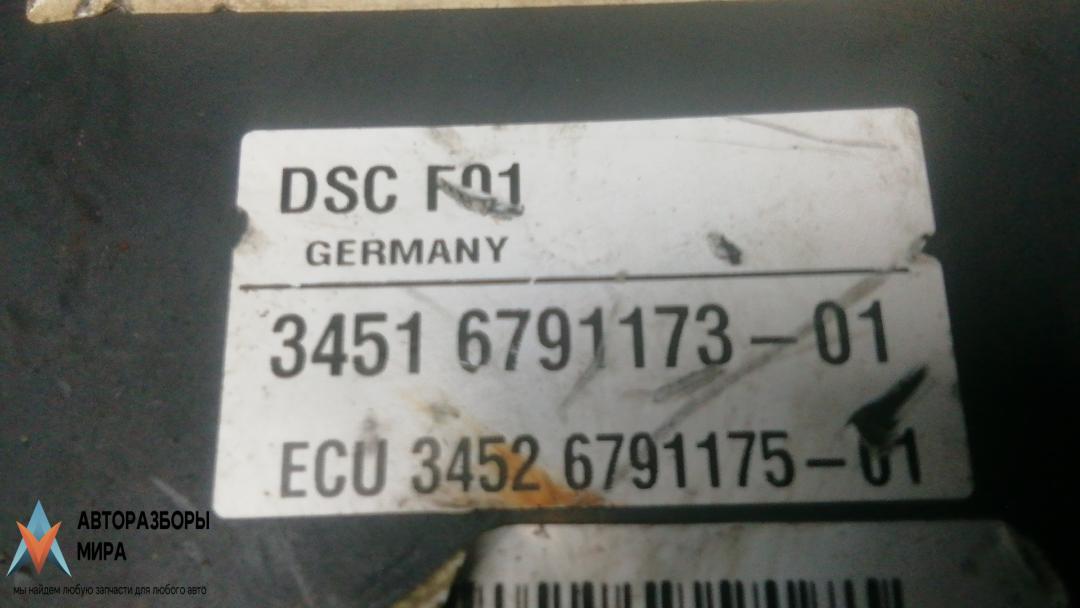 DSC F01
GERMANY
3451 6791173-01
ECU 3452 6791175-01
АВТОРАЗБОРЫ
МИРА
мы найдем любую запчасти для любого авто